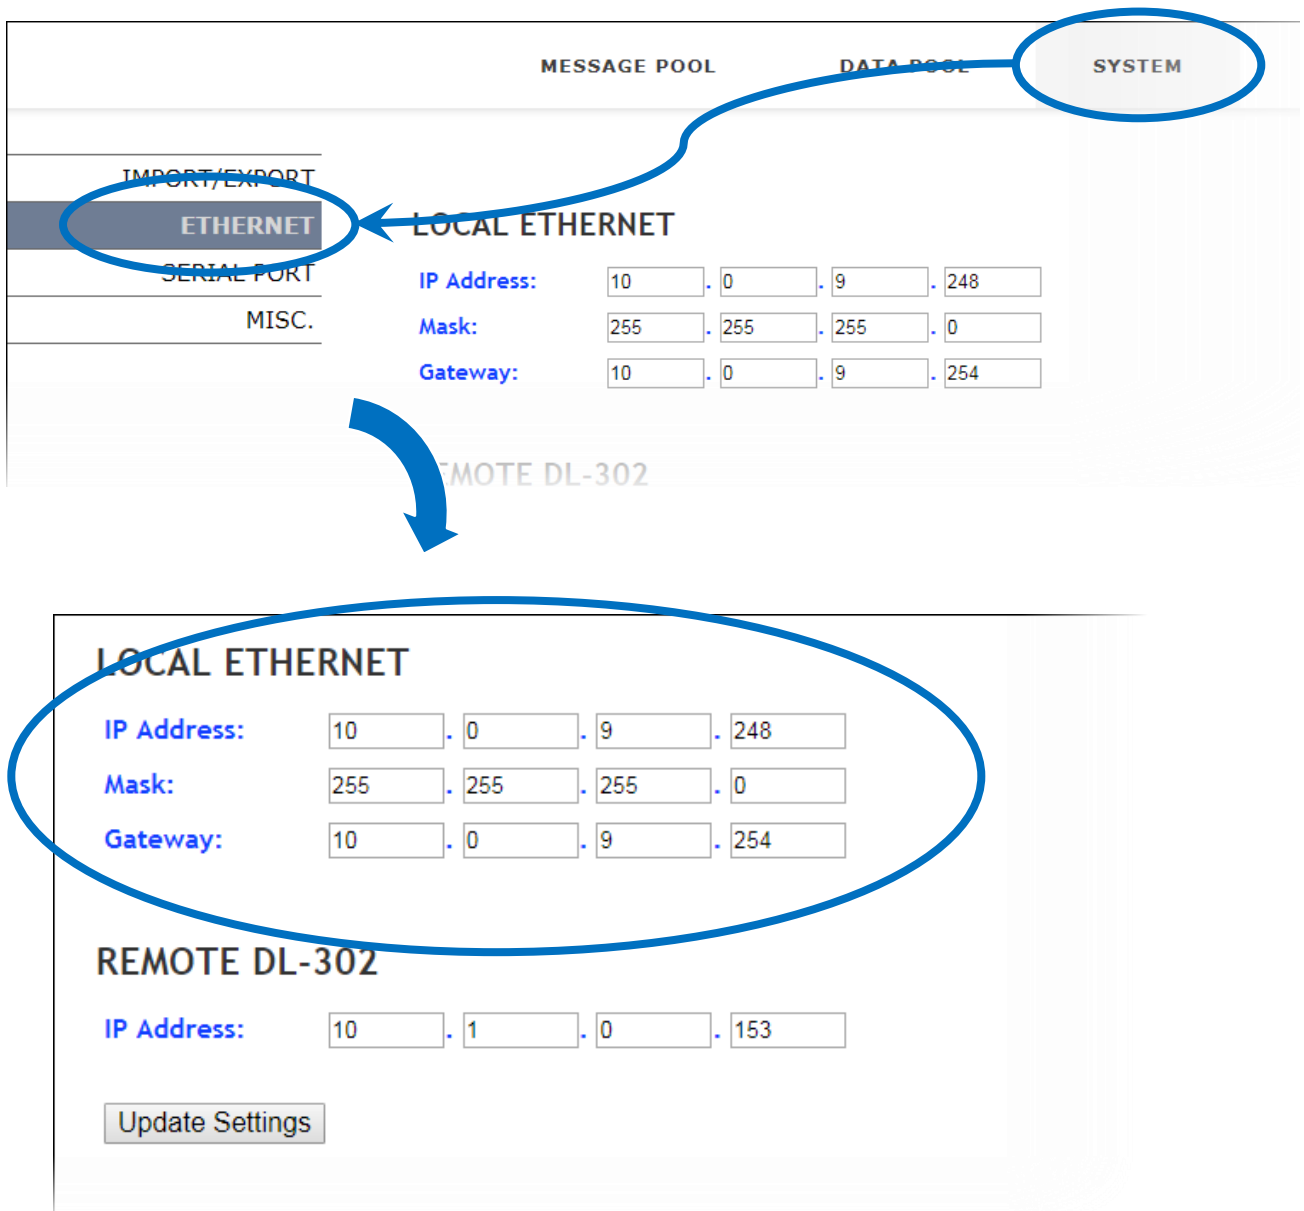 MESSAGE POOL DATA POOL SYSTEM
IMPORT/EXPORT
ETHERNET
SERIAL PORT
MISC.
LOCAL ETHERNET
IP Address: 10 . 0 . 9 . 248
Mask: 255 . 255 . 255 . 0
Gateway: 10 . 0 . 9 . 254
REMOTE DL-302
LOCAL ETHERNET
IP Address: 10 . 0 . 9 . 248
Mask: 255 . 255 . 255 . 0
Gateway: 10 . 0 . 9 . 254
REMOTE DL-302
IP Address: 10 . 1 . 0 . 153
Update Settings